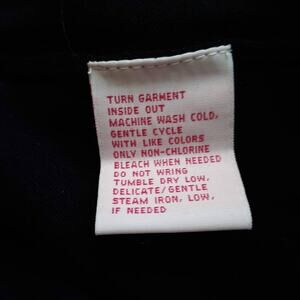 TURN GARMENT
INSIDE OUT
MACHINE WASH COLD,
GENTLE CYCLE
WITH LIKE COLORS
ONLY NON-CHLORINE
BLEACH WHEN NEEDED
DO NOT WRING
TUMBLE DRY LOW,
DELICATE/GENTLE
STEAM IRON, LOW,
IF NEEDED